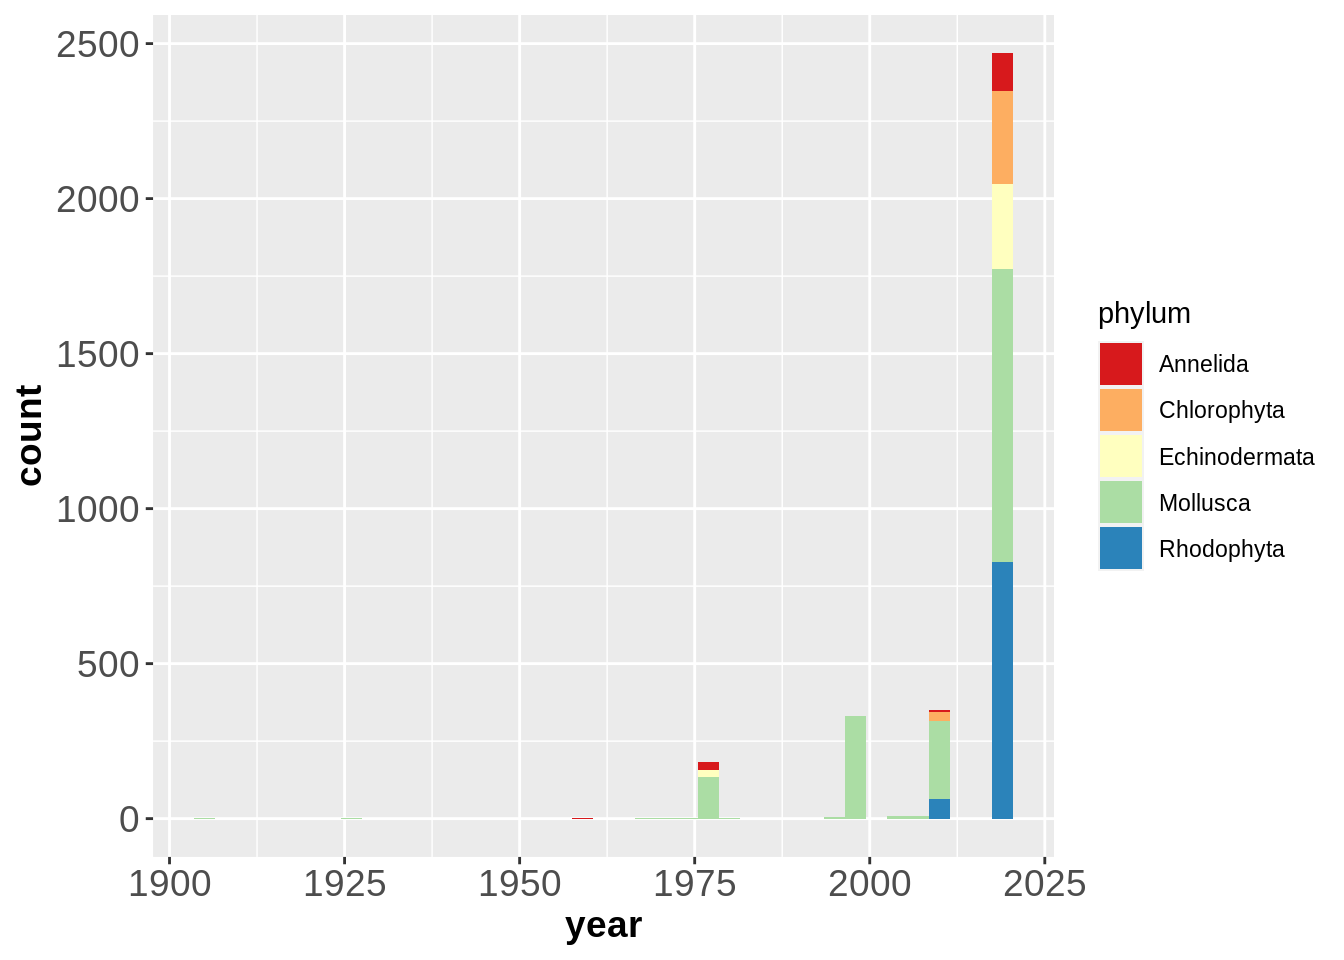 2500
2000
1500
1000
500
0
count
1900 1925 1950 1975 2000 2025
year
phylum
Annelida
Chlorophyta
Echinodermata
Mollusca
Rhodophyta